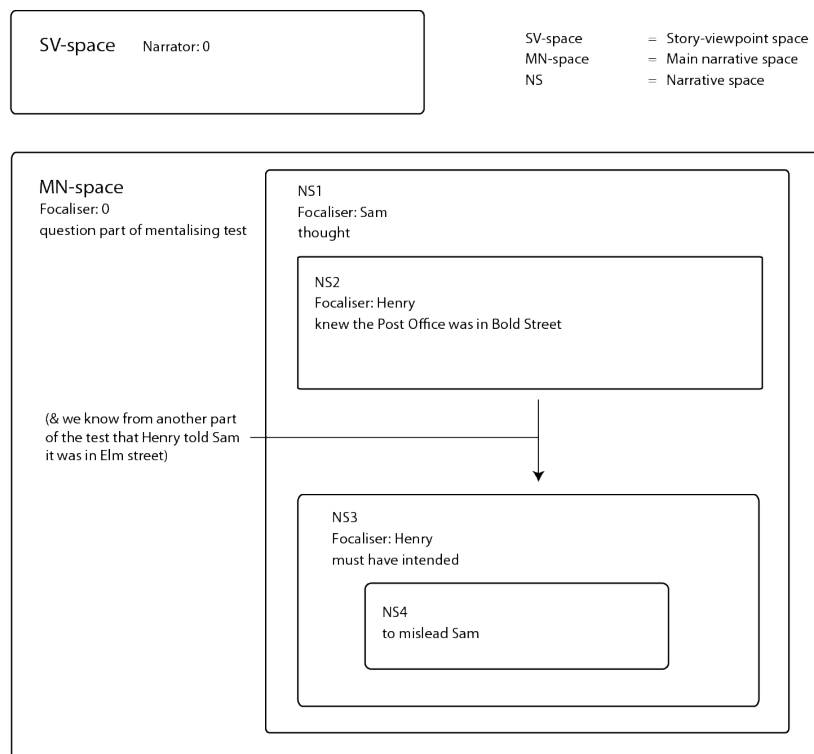 SV-space Narrator: 0
SV-space = Story-viewpoint space
MN-space = Main narrative space
NS = Narrative space
MN-space
Focaliser: 0
question part of mentalising test
NS1
Focaliser: Sam
thought
NS2
Focaliser: Henry
knew the Post Office was in Bold Street
(& we know from another part
of the test that Henry told Sam
it was in Elm street)
NS3
Focaliser: Henry
must have intended
NS4
to mislead Sam